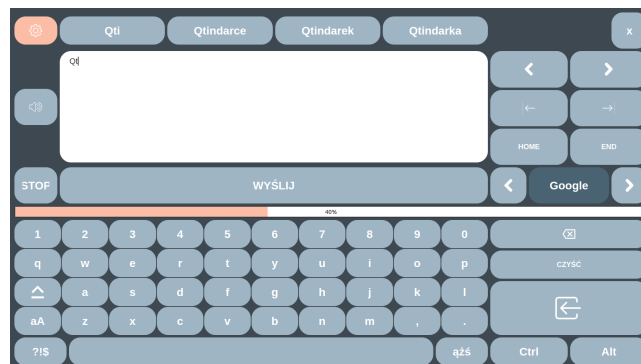 Qti Qtindarce Qtindarek Qtindarka x
Qt
HOME END
STOP WYŚLIJ Google
40%
1 2 3 4 5 6 7 8 9 0
q w e r t y u i o p CZYŚĆ
a s d f g h j k l
aA z x c v b n m , .
?!$ ąźś Ctrl Alt